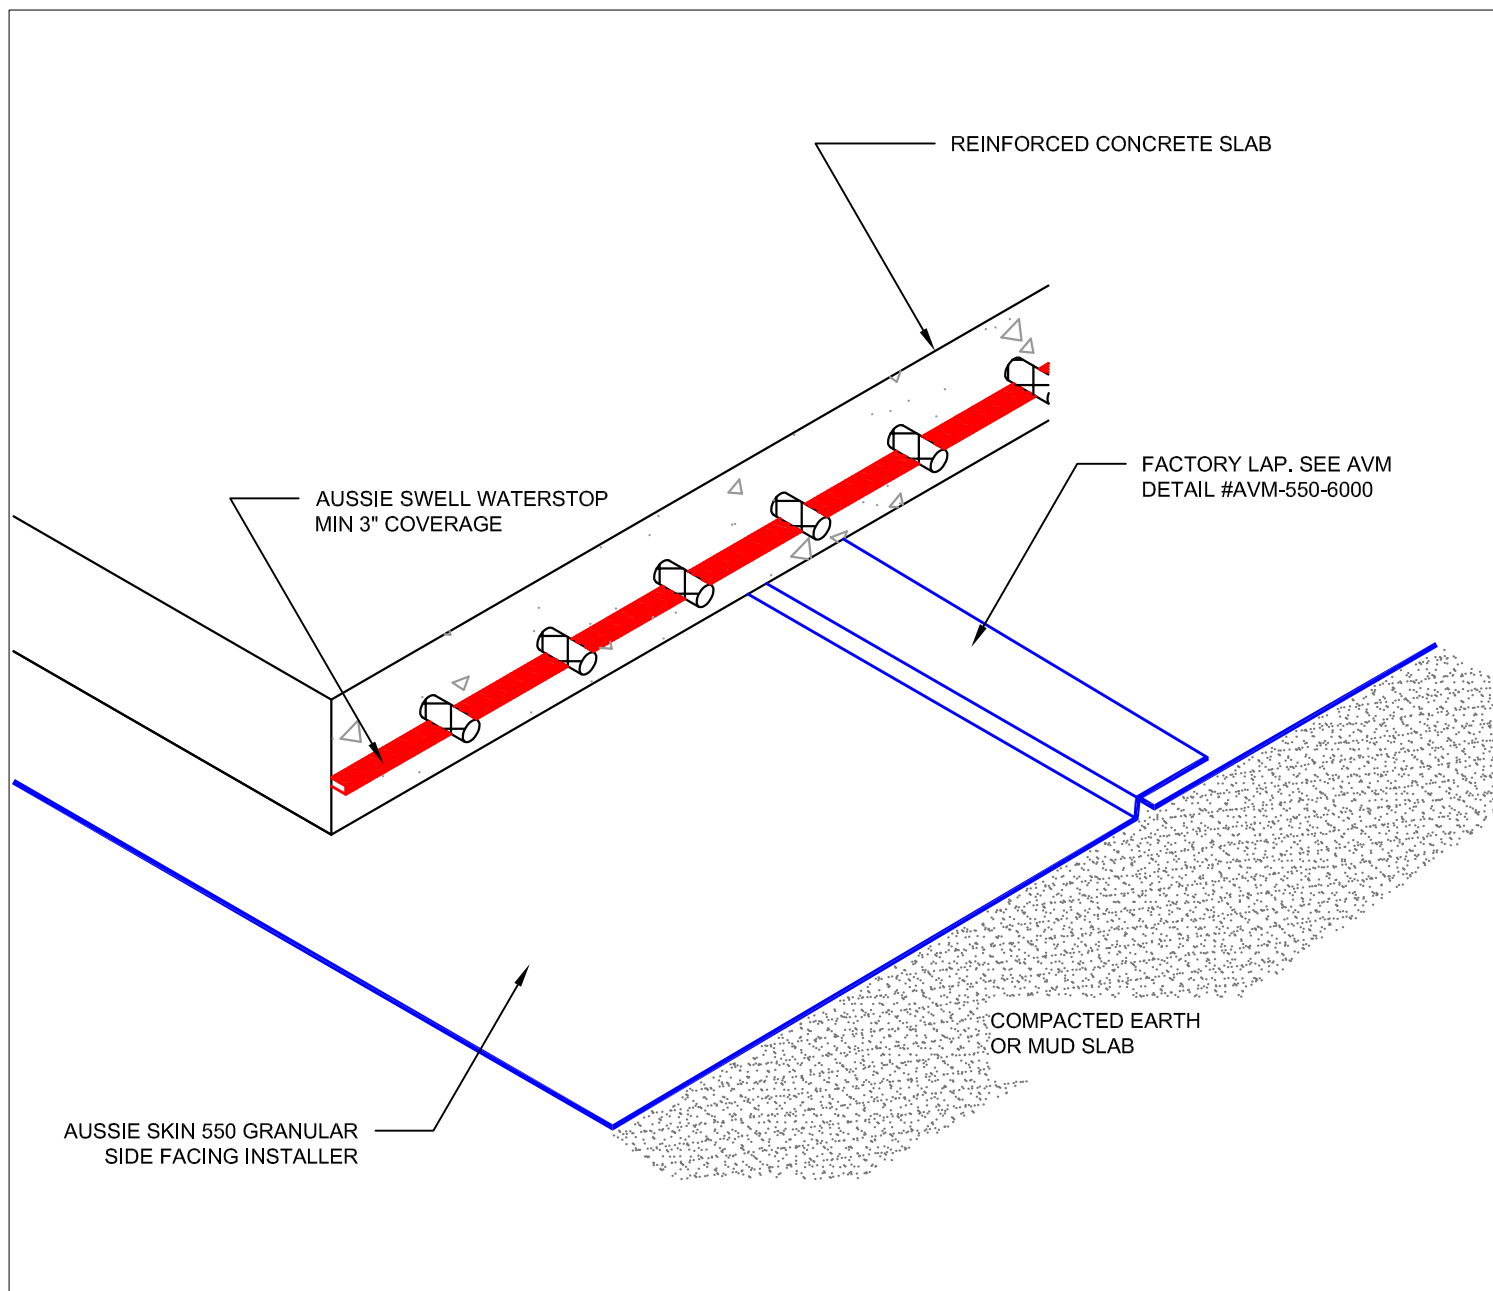 REINFORCED CONCRETE SLAB
FACTORY LAP. SEE AVM
DETAIL #AVM-550-6000
AUSSIE SWELL WATERSTOP
MIN 3" COVERAGE
COMPACTED EARTH
OR MUD SLAB
AUSSIE SKIN 550 GRANULAR
SIDE FACING INSTALLER